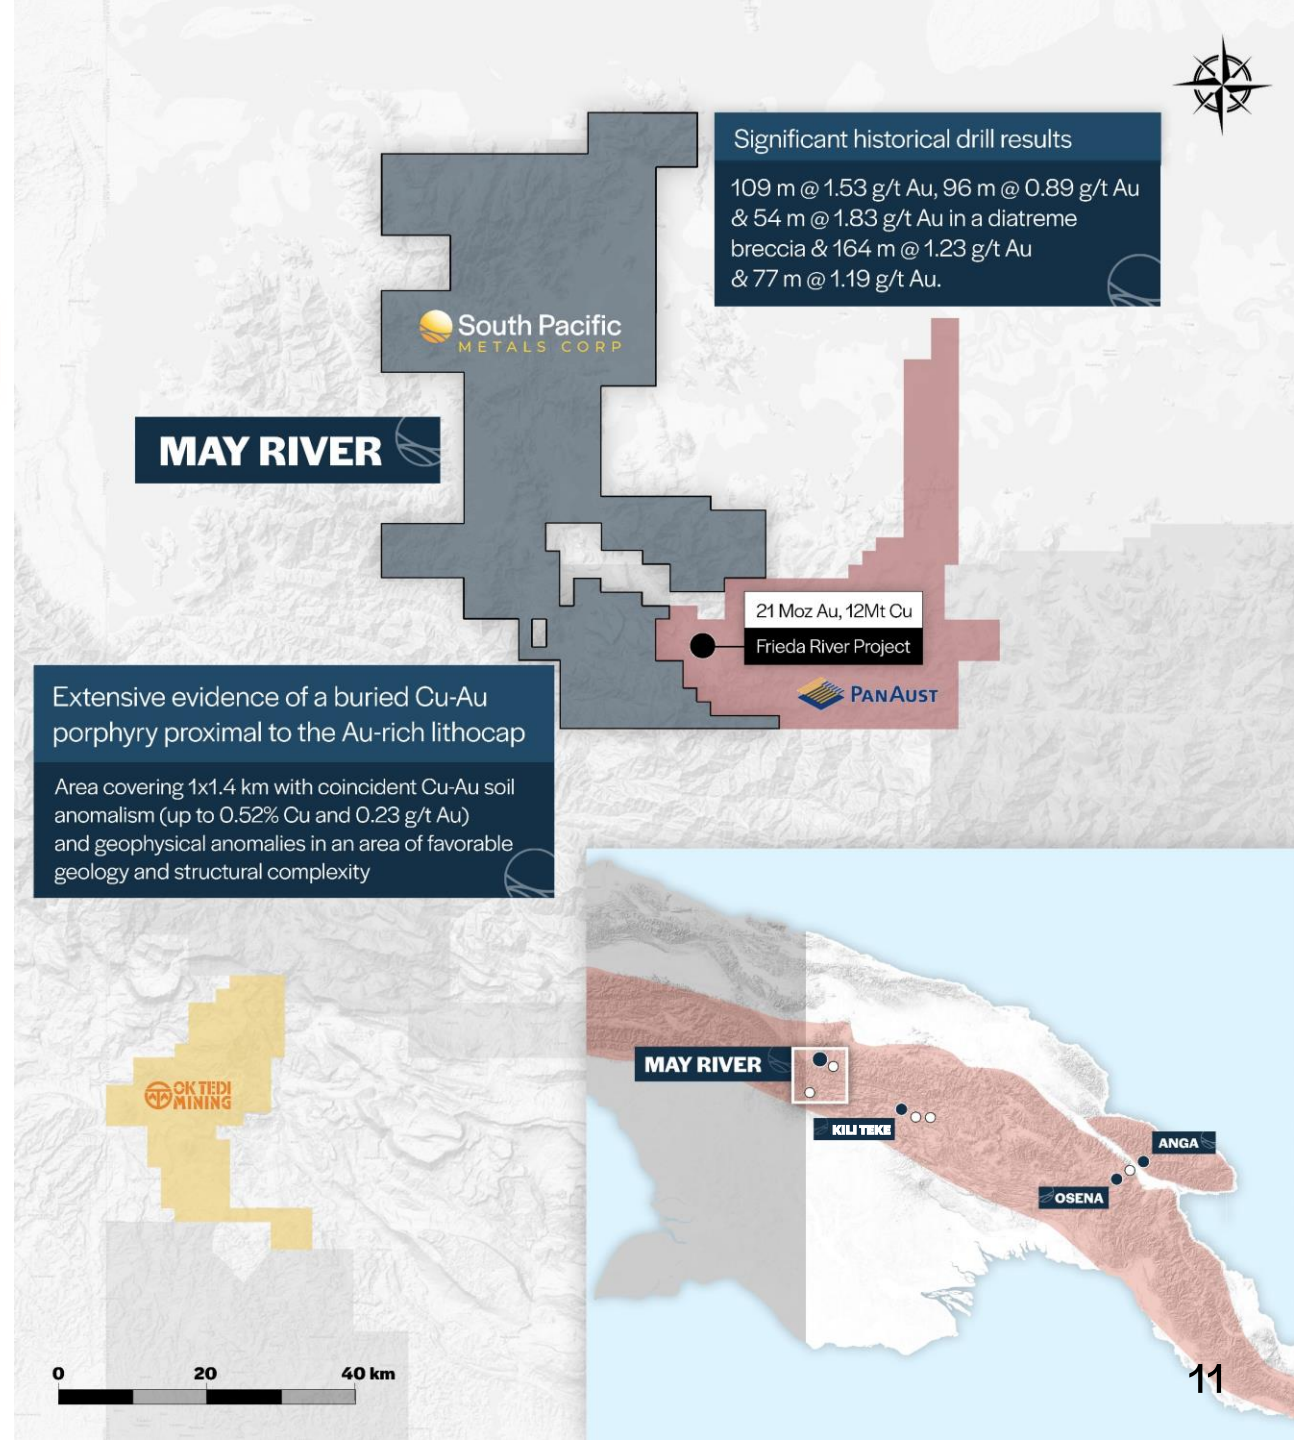 Significant historical drill results
109 m @ 1.53 g/t Au, 96 m @ 0.89 g/t Au
& 54 m @ 1.83 g/t Au in a diatreme
breccia & 164 m @ 1.23 g/t Au
& 77 m @ 1.19 g/t Au.
South Pacific
METALS CORP
MAY RIVER
21 Moz Au, 12Mt Cu
Frieda River Project
PANAUST
Extensive evidence of a buried Cu-Au
porphyry proximal to the Au-rich lithocap
Area covering 1x1.4 km with coincident Cu-Au soil
anomalism (up to 0.52% Cu and 0.23 g/t Au)
and geophysical anomalies in an area of favorable
geology and structural complexity
OK TEDI
MINING
MAY RIVER
KILI TEKE
ANGA
OSENA
0 20 40 km
11